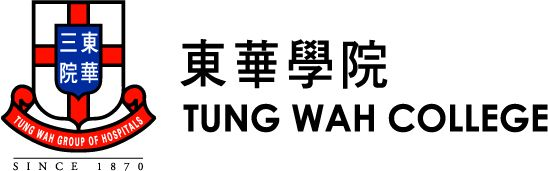 東華
三院
TUNG WAH GROUP OF HOSPITALS
SINCE 1870
東華學院
TUNG WAH COLLEGE